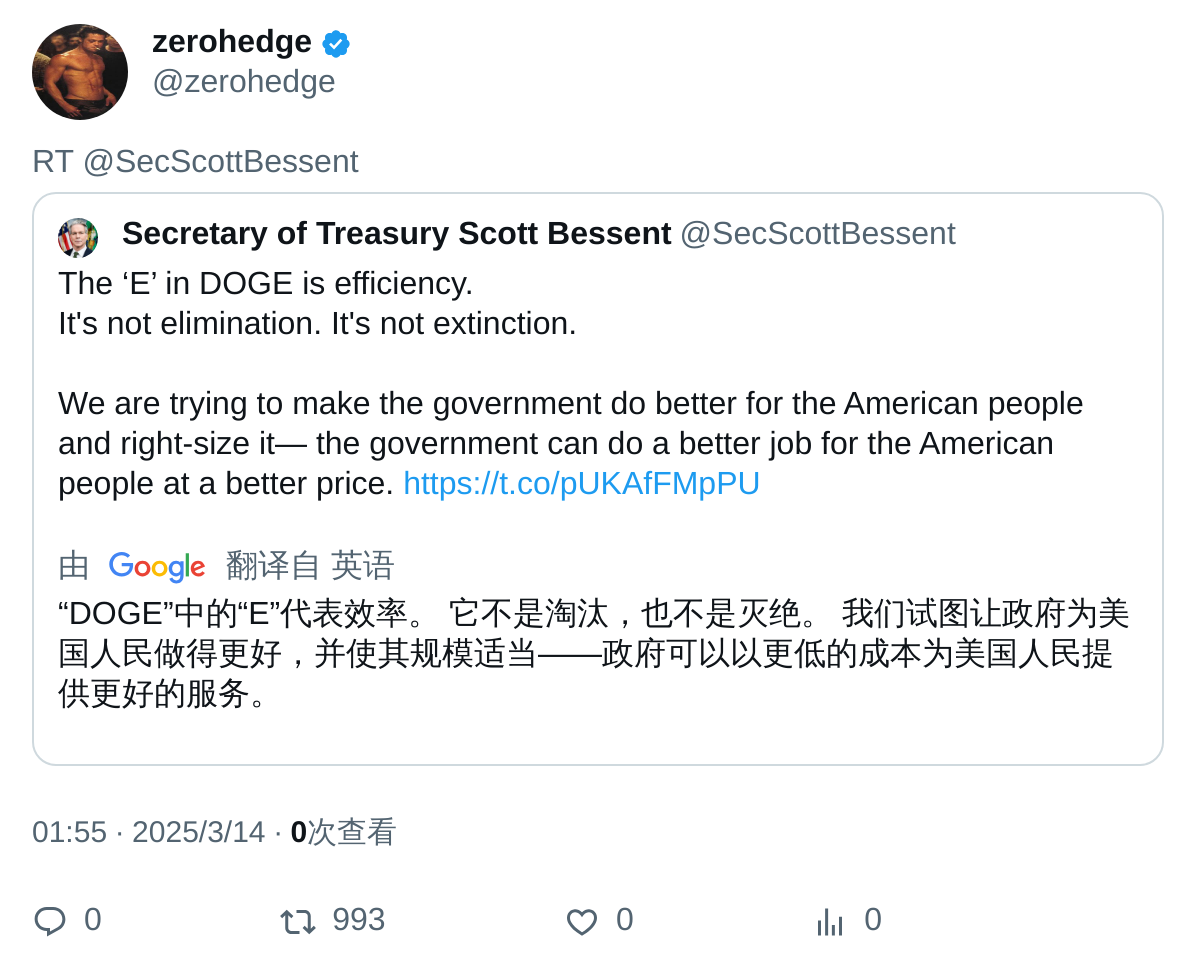 zerohedge
@zerohedge
RT @SecScottBessent
Secretary of Treasury Scott Bessent @SecScottBessent
The ‘E’ in DOGE is efficiency.
It's not elimination. It's not extinction.
We are trying to make the government do better for the American people
and right-size it— the government can do a better job for the American
people at a better price. https://t.co/pUKAfFMpPU
由 Google 翻译自 英语
“DOGE”中的“E”代表效率。 它不是淘汰，也不是灭绝。 我们试图让政府为美
国人民做得更好，并使其规模适当——政府可以以更低的成本为美国人民提
供更好的服务。
01:55 · 2025/3/14 · 0次查看
0 993 0 0